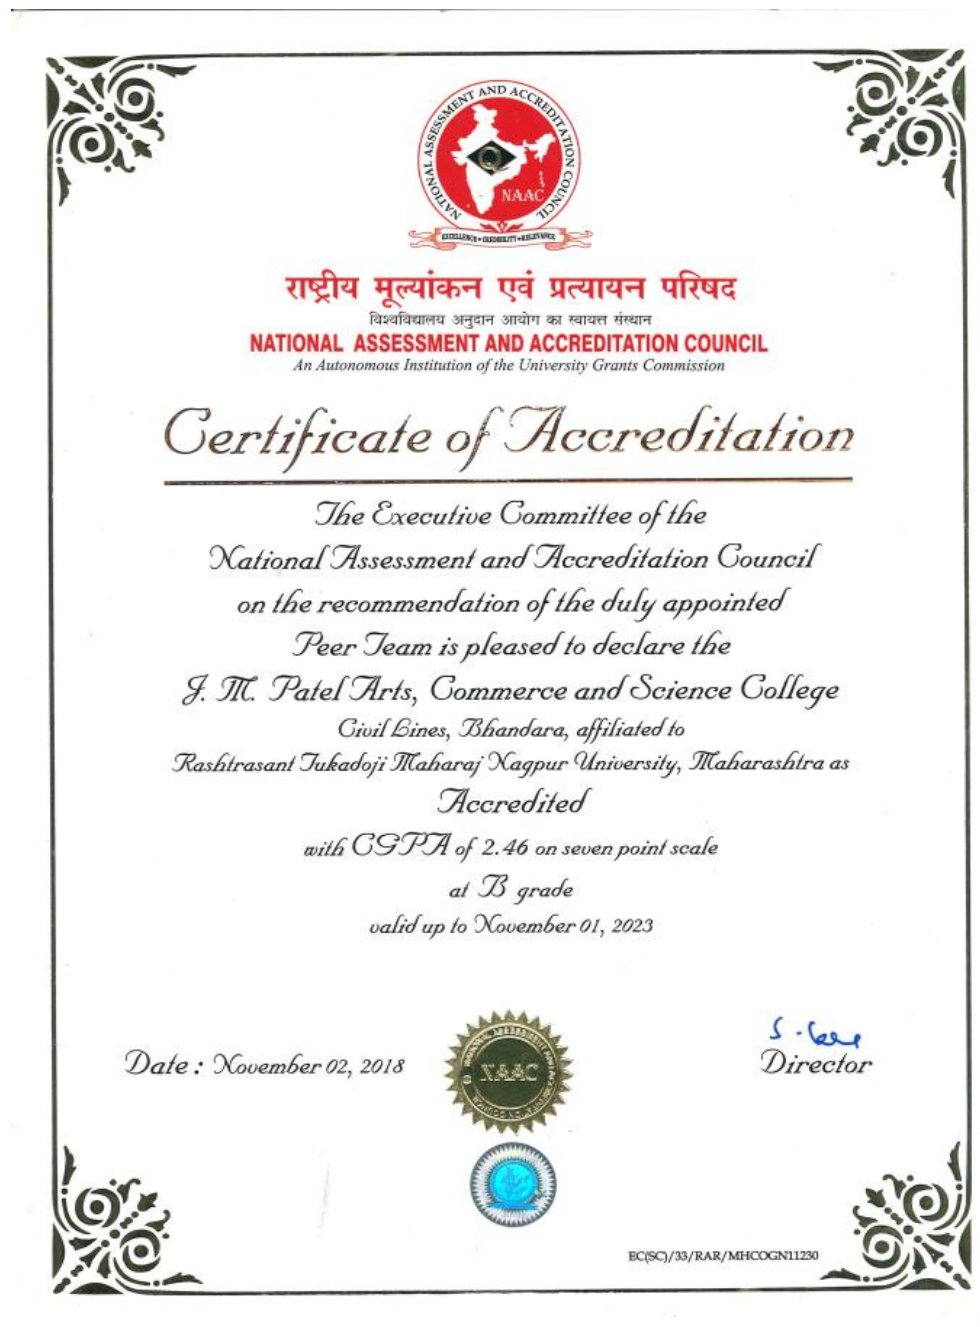 NATIONAL ASSESSMENT AND ACCREDITATION COUNCIL
Q
NAAC
EXCELLENCE • CREDIBILITY • RELEVANCE
राष्ट्रीय मूल्यांकन एवं प्रत्यायन परिषद
विश्वविद्यालय अनुदान आयोग का स्वायत्त संस्थान
NATIONAL ASSESSMENT AND ACCREDITATION COUNCIL
An Autonomous Institution of the University Grants Commission
Certificate of Accreditation
The Executive Committee of the
National Assessment and Accreditation Council
on the recommendation of the duly appointed
Peer Team is pleased to declare the
J. M. Patel Arts, Commerce and Science College
Civil Lines, Bhandara, affiliated to
Rashtrasant Tukadoji Maharaj Nagpur University, Maharashtra as
Accredited
with CGPA of 2.46 on seven point scale
at B grade
valid up to November 01, 2023
Date : November 02, 2018
NAAC
Director
EC(SC)/33/RAR/MHCOGN11230